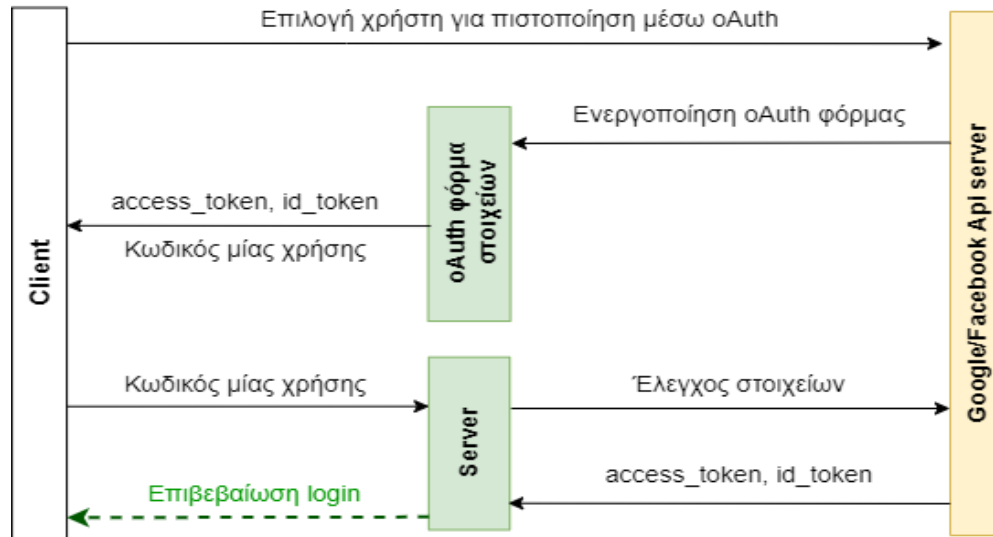 Επιλογή χρήστη για πιστοποίηση μέσω oAuth
Ενεργοποίηση oAuth φόρμας
oAuth φόρμα
στοιχείων
access_token, id_token
Κωδικός μίας χρήσης
Client
Google/Facebook Api server
Κωδικός μίας χρήσης
Έλεγχος στοιχείων
Server
access_token, id_token
Επιβεβαίωση login